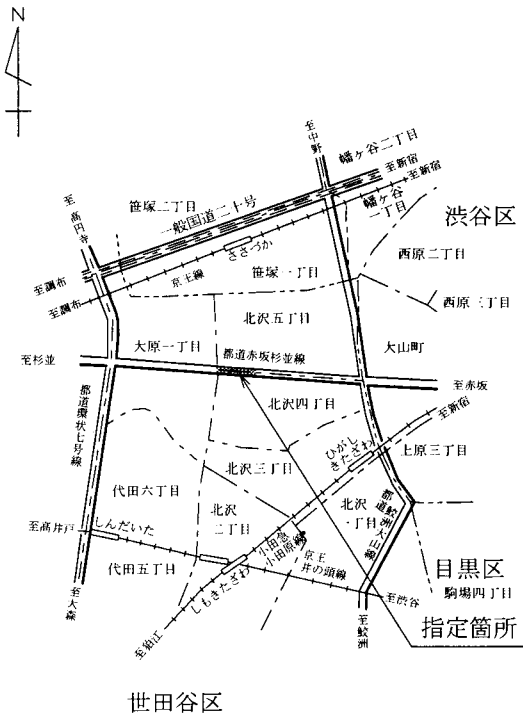 N
至中野
幡ヶ谷二丁目
至新宿
至新宿
幡ヶ谷
一丁目
至高円寺
笹塚二丁目
一般国道二十号
渋谷区
西原二丁目
ささづか
京王線
笹塚一丁目
至調布
至調布
西原三丁目
北沢五丁目
大原一丁目
大山町
都道赤坂杉並線
至杉並
至赤坂
都道環状七号線
北沢四丁目
至新宿
ひがし
きたざわ
上原三丁目
北沢三丁目
代田六丁目
北沢
二丁目
北沢
一丁目
都道鮫洲大山線
至高井戸
しんだいた
小田急
小田原線
京王
井の頭線
代田五丁目
しもきたざわ
目黒区
駒場四丁目
至大森
至渋谷
至狛江
至鮫洲
指定箇所
世田谷区